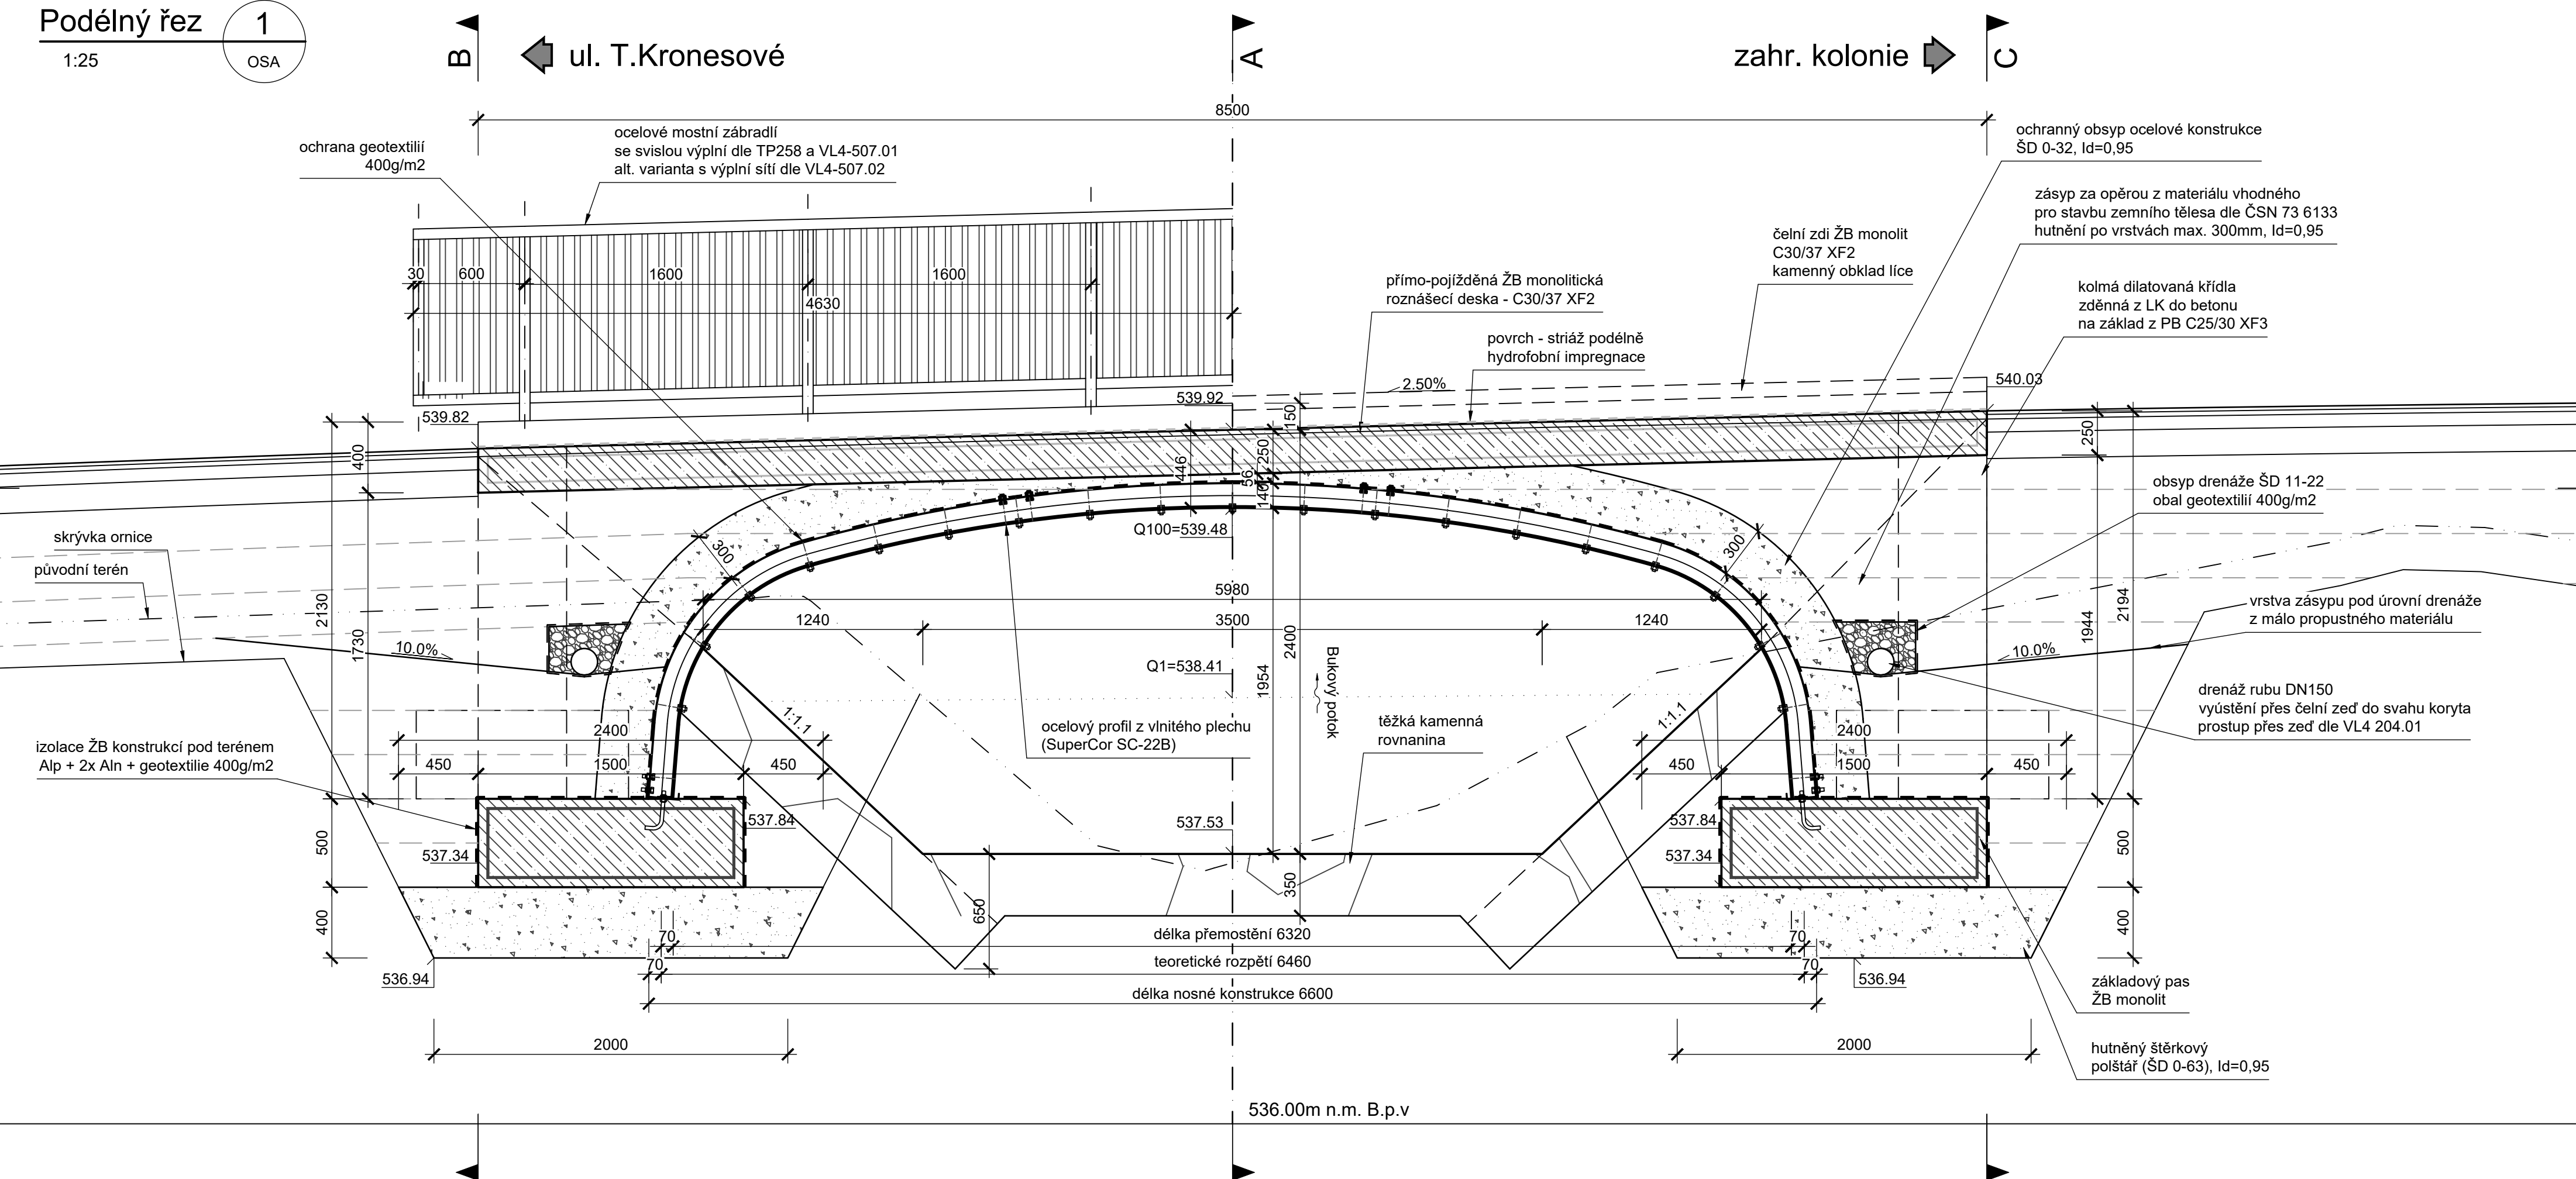 Podélný řez
1
1:25
OSA
B
ul. T.Kronesové
A
zahr. kolonie
C
8500
ochrana geotextilií
400g/m2
ocelové mostní zábradlí
se svislou výplní dle TP258 a VL4-507.01
alt. varianta s výplní sítí dle VL4-507.02
ochranný obsyp ocelové konstrukce
ŠD 0-32, Id=0,95
zásyp za opěrou z materiálu vhodného
pro stavbu zemního tělesa dle ČSN 73 6133
hutnění po vrstvách max. 300mm, Id=0,95
čelní zdi ŽB monolit
C30/37 XF2
kamenný obklad líce
přímo-pojížděná ŽB monolitická
roznášecí deska - C30/37 XF2
kolmá dilatovaná křídla
zděnná z LK do betonu
na základ z PB C25/30 XF3
povrch - striáž podélně
hydrofobní impregnace
30
600
1600
1600
4630
2.50%
540.03
539.82
539.92
150
250
446
56
140
400
250
obsyp drenáže ŠD 11-22
obal geotextilií 400g/m2
skrývka ornice
původní terén
Q100=539.48
300
300
5980
1240
3500
1240
2130
1730
2400
1954
1944
2194
vrstva zásypu pod úrovní drenáže
z málo propustného materiálu
10.0%
10.0%
Q1=538.41
Bukový potok
drenáž rubu DN150
vyústění přes čelní zeď do svahu koryta
prostup přes zeď dle VL4 204.01
1:1.1
1:1.1
ocelový profil z vlnitého plechu
(SuperCor SC-22B)
těžká kamenná
rovnanina
izolace ŽB konstrukcí pod terénem
Alp + 2x Aln + geotextilie 400g/m2
2400
450
1500
450
2400
450
1500
450
537.84
537.53
537.84
537.34
537.34
500
500
350
650
400
400
70
délka přemostění 6320
70
70
teoretické rozpětí 6460
70
536.94
délka nosné konstrukce 6600
536.94
základový pas
ŽB monolit
2000
2000
hutněný štěrkový
polštář (ŠD 0-63), Id=0,95
536.00m n.m. B.p.v